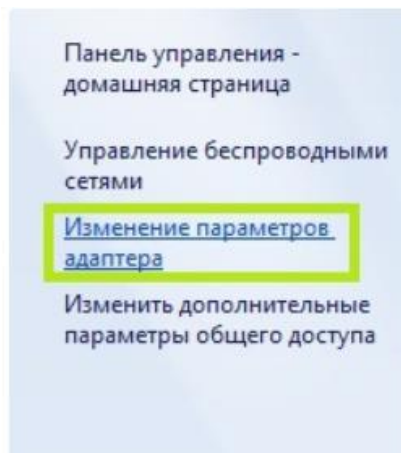 Панель управления -
домашняя страница
Управление беспроводными
сетями
Изменение параметров
адаптера
Изменить дополнительные
параметры общего доступа